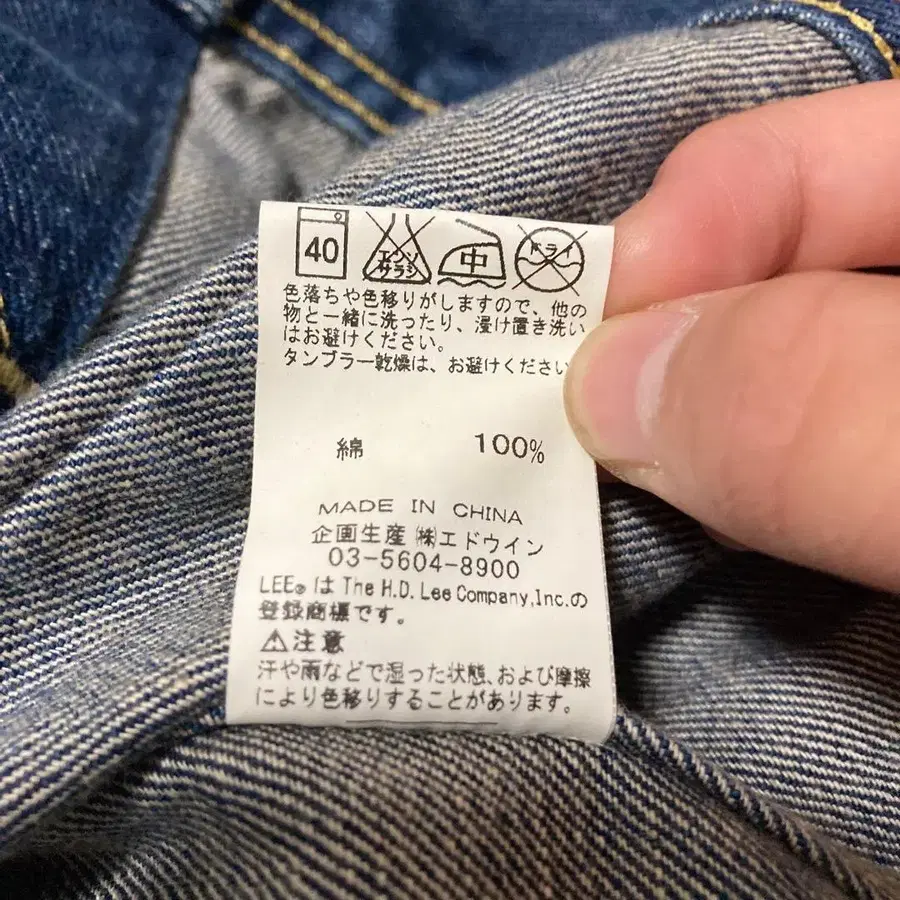 40 エンソ サラシ 中 ドライ
色落ちや色移りがしますので、他の
物と一緒に洗ったり、浸け置き洗い
はお避けください。
タンブラー乾燥は、お避けください
綿 100%
MADE IN CHINA
企画生産 ㈱エドウイン
03-5604-8900
LEE®は The H.D. Lee Company,Inc.の
登録商標です。
⚠注意
汗や雨などで湿った状態、および摩擦
により色移りすることがあります。